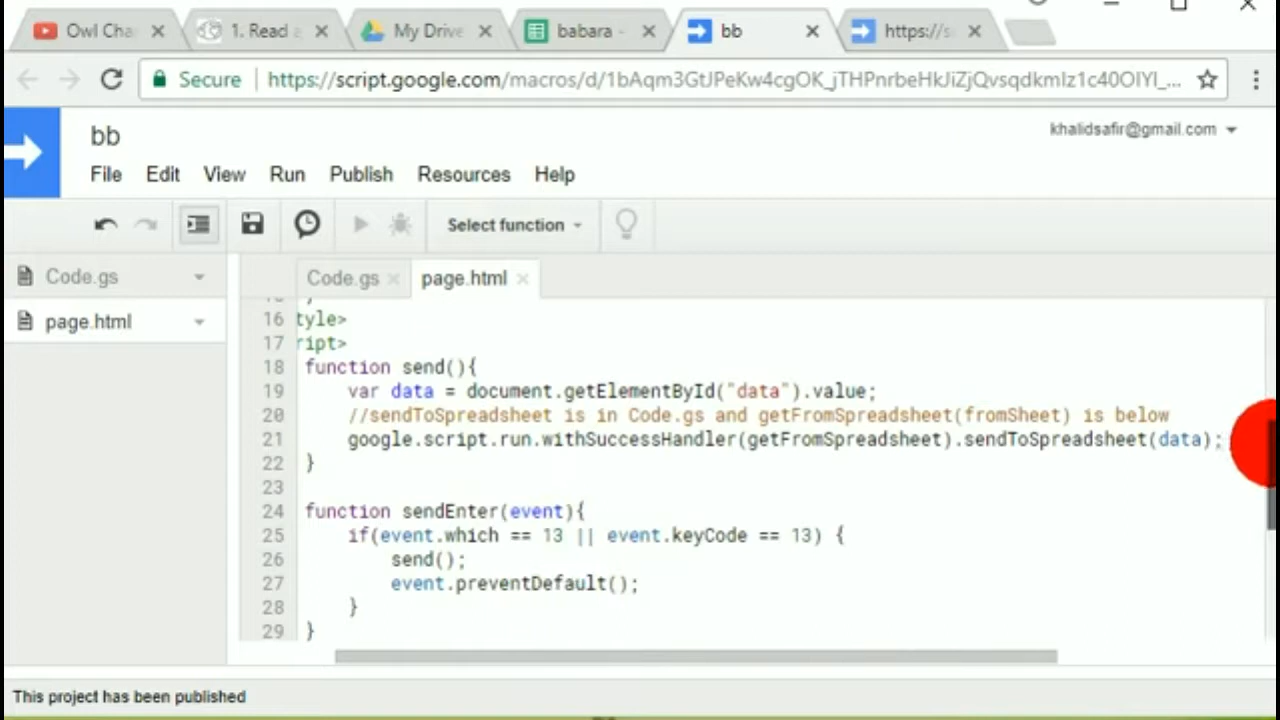 Owl Cha
1. Read a
My Drive
babara -
bb
https://s
Secure
https://script.google.com/macros/d/1bAqm3GtJPeKw4cgOK_jTHPnrbeHkJiZjQvsqdkmIz1c40OIYl_...
bb
khalidsafir@gmail.com
File Edit View Run Publish Resources Help
Select function
Code.gs
page.html
Code.gs
page.html
16 tyle>
17 ript>
18 function send(){
19 var data = document.getElementById("data").value;
20 //sendToSpreadsheet is in Code.gs and getFromSpreadsheet(fromSheet) is below
21 google.script.run.withSuccessHandler(getFromSpreadsheet).sendToSpreadsheet(data);
22 }
23
24 function sendEnter(event){
25 if(event.which == 13 || event.keyCode == 13) {
26 send();
27 event.preventDefault();
28 }
29 }
This project has been published